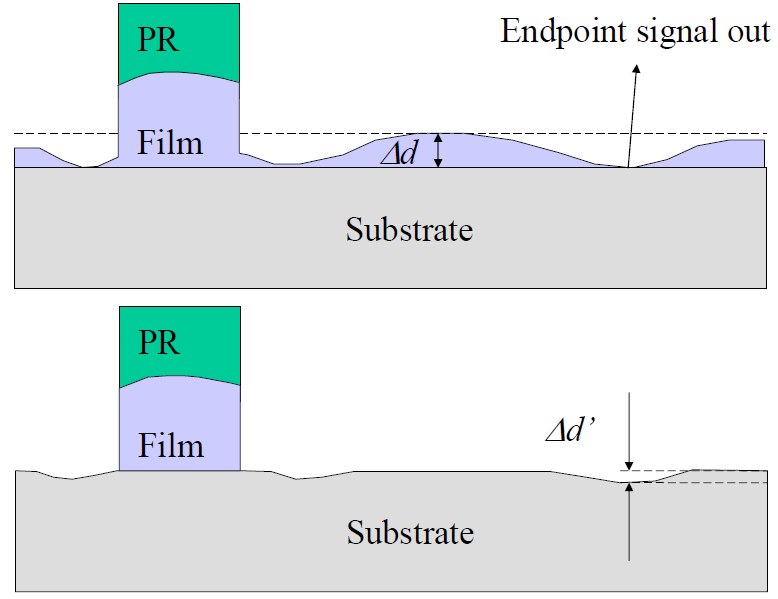 PR
Endpoint signal out
Film
Δd
Substrate
PR
Δd’
Film
Substrate